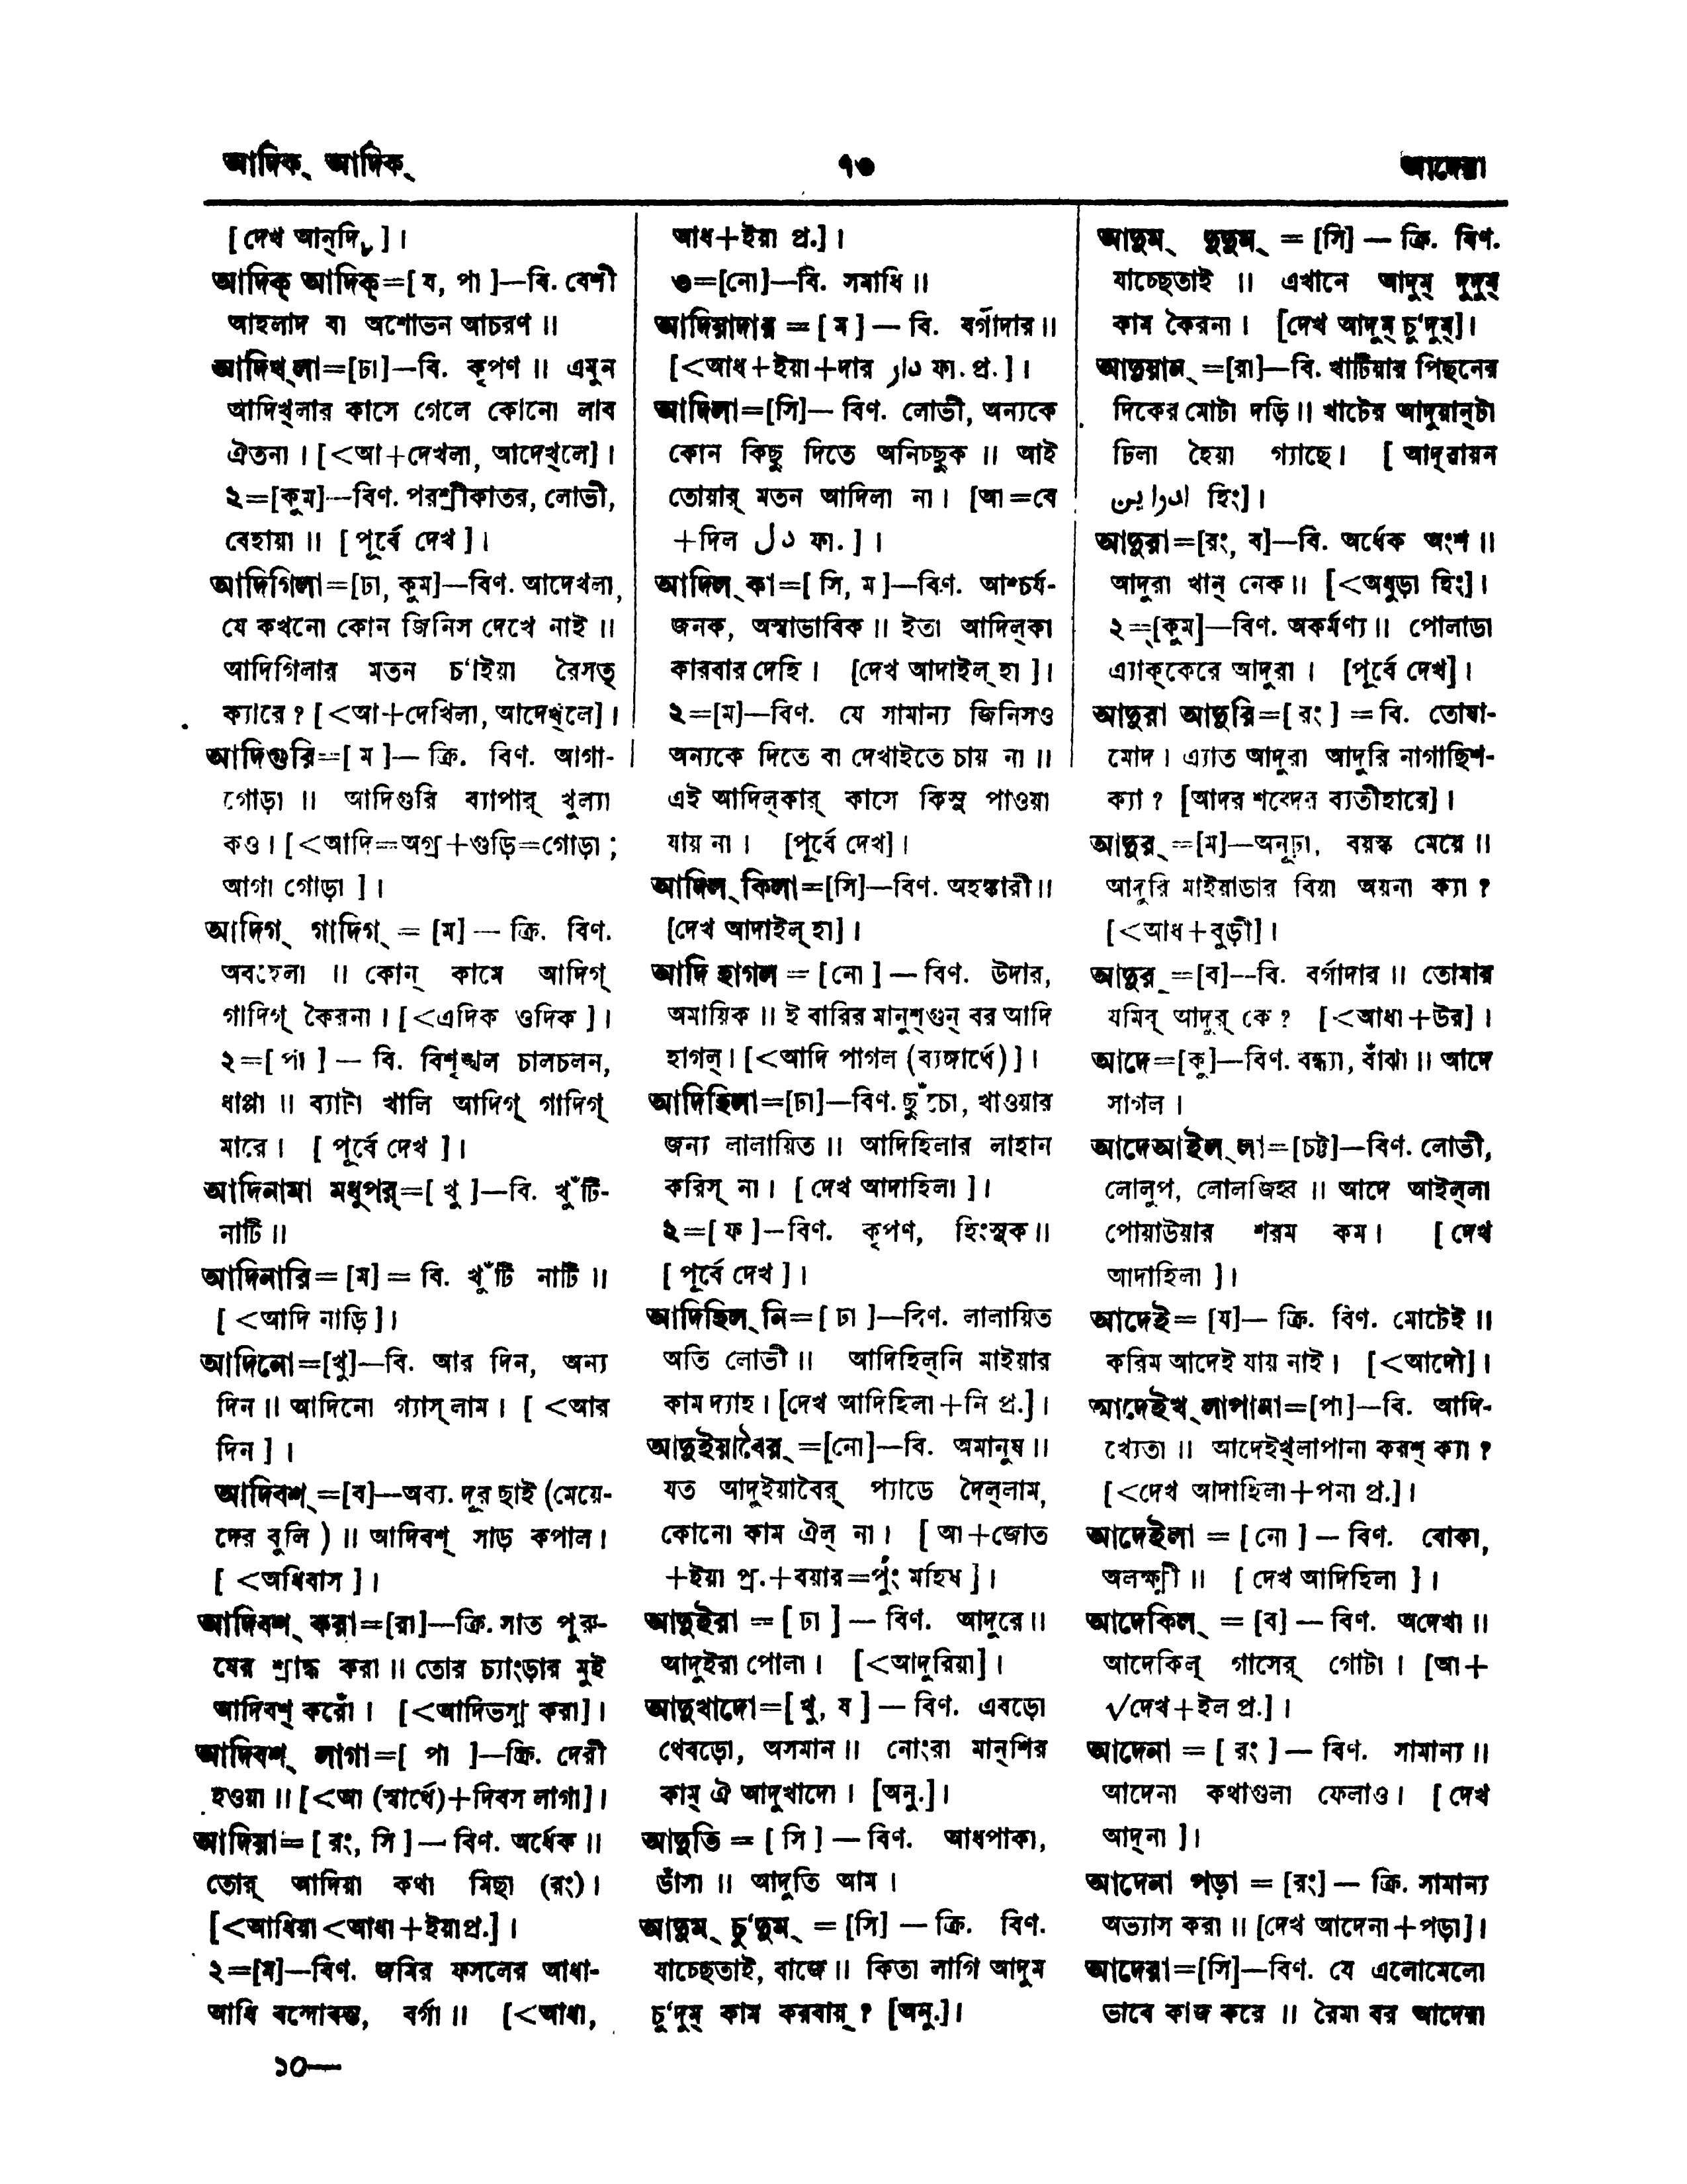 আদিক্ আদিক্
৭৩
আদেরা
[ দেখ আন্‌দি ]।
আদিক্ আদিক্=[ য, পা ]—বি. বেশী
আহলাদ বা অশোভন আচরণ ॥
আদিখ্‌লা=[ঢা]—বি. কৃপণ ॥ এমুন
আদিখ্‌লার কাসে গেলে কোনো লাব
ঐতনা। [<আ+দেখলা, আদেখ্‌লে]।
২=[কুম]—বিণ. পরশ্রীকাতর, লোভী,
বেহায়া ॥ [ পূর্বে দেখ ]।
আদিগিলা=[ঢা, কুম]—বিণ. আদেখলা,
যে কখনো কোন জিনিস দেখে নাই ॥
আদিগিলার মতন চ'াইয়া রৈসত্
ক্যারে ? [<আ+দেখিলা, আদেখ্‌লে]।
আদিগুরি=[ ম ]— ক্রি. বিণ. আগা-
গোড়া ॥ আদিগুরি ব্যাপার্ খুল্যা
কও। [<আদি=অগ্র+গুড়ি=গোড়া ;
আগা গোড়া ]।
আদিগ্ গাদিগ্ = [ম] — ক্রি. বিণ.
অবহেলা ॥ কোন্ কামে আদিগ্
গাদিগ্ কৈরনা। [<এদিক ওদিক ]।
২=[ পা ] — বি. বিশৃঙ্খল চালচলন,
ধাপ্পা ॥ ব্যাটা খালি আদিগ্ গাদিগ্
মারে। [ পূর্বে দেখ ]।
আদিনামা মধুপর্=[ খু ]—বি. খুঁটি-
নাটি ॥
আদিনারি=[ম] = বি. খুঁটি নাটি ॥
[ <আদি নাড়ি ]।
আদিনো=[খু]—বি. আর দিন, অন্য
দিন ॥ আদিনো গ্যাস্‌লাম। [ <আর
দিন ]।
আদিবশ্=[ব]—অব্য. দূর ছাই (মেয়ে-
দের বুলি ) ॥ আদিবশ্ সাড় কপাল।
[ <অধিবাস ]।
আদিবশ্ করা=[রা]—ক্রি. সাত পুরু-
ষের শ্রাদ্ধ করা ॥ তোর চ্যাংড়ার মুই
আদিবশ্ করোঁ। [<আদিভস্ম করা]।
আদিবশ্ লাগা=[ পা ]—ক্রি. দেরী
হওয়া ॥ [<আ (স্বার্থে)+দিবস লাগা]।
আদিয়া=[ রং, সি ]— বিণ. অর্ধেক ॥
তোর্ আদিয়া কথা মিছা (রং)।
[<আধিয়া<আধা+ইয়াপ্র.]।
২=[ম]—বিণ. জমির ফসলের আধা-
আধি বন্দোবস্ত, বর্গা ॥ [<আধা,
১০—
আধ+ইয়া প্র.]।
৩=[নো]—বি. সমাধি ॥
আদিয়াদার = [ ম ] — বি. বর্গাদার ॥
[<আধ+ইয়া+দার دار ফা. প্র. ]।
আদিলা=[সি]— বিণ. লোভী, অন্যকে
কোন কিছু দিতে অনিচ্ছুক ॥ আই
তোয়ার্ মতন আদিলা না। [আ=বে
+দিল دل ফা. ]।
আদিল্‌কা=[ সি, ম ]—বিণ. আশ্চর্য-
জনক, অস্বাভাবিক ॥ ইতা আদিল্‌কা
কারবার দেহি। [দেখ আদাইল্‌হা ]।
২=[ম]—বিণ. যে সামান্য জিনিসও
অন্যকে দিতে বা দেখাইতে চায় না ॥
এই আদিল্‌কার্ কাসে কিস্সু পাওয়া
যায় না। [পূর্বে দেখ]।
আদিল্ কিলা=[সি]—বিণ. অহঙ্কারী ॥
[দেখ আদাইল্‌হা]।
আদি হাগল = [নো ] — বিণ. উদার,
অমায়িক ॥ ই বারির মানুশ্‌গুন্ বর আদি
হাগল্। [<আদি পাগল (ব্যঙ্গার্থে) ]।
আদিহিলা=[ঢা]—বিণ. ছুঁচো, খাওয়ার
জন্য লালায়িত ॥ আদিহিলার লাহান
করিস্ না। [ দেখ আদাহিলা ]।
২=[ ফ ]—বিণ. কৃপণ, হিংসুক ॥
[ পূর্বে দেখ ]।
আদিহিল্‌নি=[ ঢা ]—বিণ. লালায়িত
অতি লোভী ॥ আদিহিল্‌নি মাইয়ার
কাম দ্যাহ। [দেখ আদিহিলা+নি প্র.]।
আদুইয়াবৈর্=[নো]—বি. অমানুষ ॥
যত আদুইয়াবৈর্ প্যাডে দৈল্‌লাম,
কোনো কাম ঐল্ না। [ আ+জোত
+ইয়া প্র.+বয়ার=পুং মহিষ ]।
আদুইরা = [ ঢা ] — বিণ. আদুরে ॥
আদুইরা পোলা। [<আদুরিয়া]।
আদুখাদো=[ খু, য ] — বিণ. এবড়ো
থেবড়ো, অসমান ॥ নোংরা মান্‌শির
কাম্ ঐ আদুখাদো। [অনু.]।
আদুতি = [ সি ] — বিণ. আধপাকা,
ডাঁসা ॥ আদুতি আম।
আদুম্ চু'দুম্ = [সি] — ক্রি. বিণ.
যাচেছতাই, বাজে ॥ কিতা লাগি আদুম
চু'দুম্ কাম করবায়্ ? [অনু.]।
আদুম্ দুদুম্ = [সি] — ক্রি. বিণ.
যাচেছতাই ॥ এখানে আদুম্ দুদুম্
কাম কৈরনা। [দেখ আদুম্ চু'দুম্]।
আদুয়ান্=[রা]—বি. খাটিয়ার পিছনের
দিকের মোটা দড়ি ॥ খাটের আদুয়ান্‌টা
ঢিলা হৈয়া গ্যাছে। [ আদ্‌রায়ন
হিং]।
আদুরা=[রং, ব]—বি. অর্ধেক অংশ ॥
আদুরা খান্ নেক ॥ [<অধুড়া হিং]।
২=[কুম]—বিণ. অকর্মণ্য ॥ পোলাডা
এ্যাক্‌কেরে আদুরা। [পূর্বে দেখ]।
আদুরা আদুরি=[ রং ] = বি. তোষা-
মোদ। এ্যাত আদুরা আদুরি নাগাছিশ-
ক্যা ? [আদর শব্দের ব্যতীহারে]।
আদুর্=[ম]—অনূঢ়া, বয়স্ক মেয়ে ॥
আদুরি মাইয়াডার বিয়া অয়না ক্যা ?
[<আধ+বুড়ী]।
আদুর্=[ব]—বি. বর্গাদার ॥ তোমার
যমিব্ আদুর্ কে ? [<আধা+উর]।
আদে=[কু]—বিণ. বন্ধ্যা, বাঁঝা ॥ আদে
সাগল।
আদেআইল্‌লা=[চট্ট]—বিণ. লোভী,
লোলুপ, লোলজিহ্ব ॥ আদে আইল্‌লা
পোয়াউয়ার শরম কম। [ দেখ
আদাহিলা ]।
আদেই= [য]— ক্রি. বিণ. মোটেই ॥
করিম আদেই যায় নাই। [<আদৌ]।
আদেইখ্‌লাপানা=[পা]—বি. আদি-
খ্যেতা ॥ আদেইখ্‌লাপানা করশ্ ক্যা ?
[<দেখ আদাহিলা+পনা প্র.]।
আদেইলা = [ নো ] — বিণ. বোকা,
অলক্ষ্মী ॥ [ দেখ আদিহিলা ]।
আদেকিল্ = [ব] — বিণ. অদেখা ॥
আদেকিল্ গাসের্ গোটা। [আ+
√দেখ+ইল প্র.]।
আদেনা = [ রং ] — বিণ. সামান্য ॥
আদেনা কথাগুলা ফেলাও। [ দেখ
আদ্‌না ]।
আদেনা পড়া = [রং] — ক্রি. সামান্য
অভ্যাস করা ॥ [দেখ আদেনা+পড়া]।
আদেরা=[সি]—বিণ. যে এলোমেলো
ভাবে কাজ করে ॥ রৈমা বর আদেরা